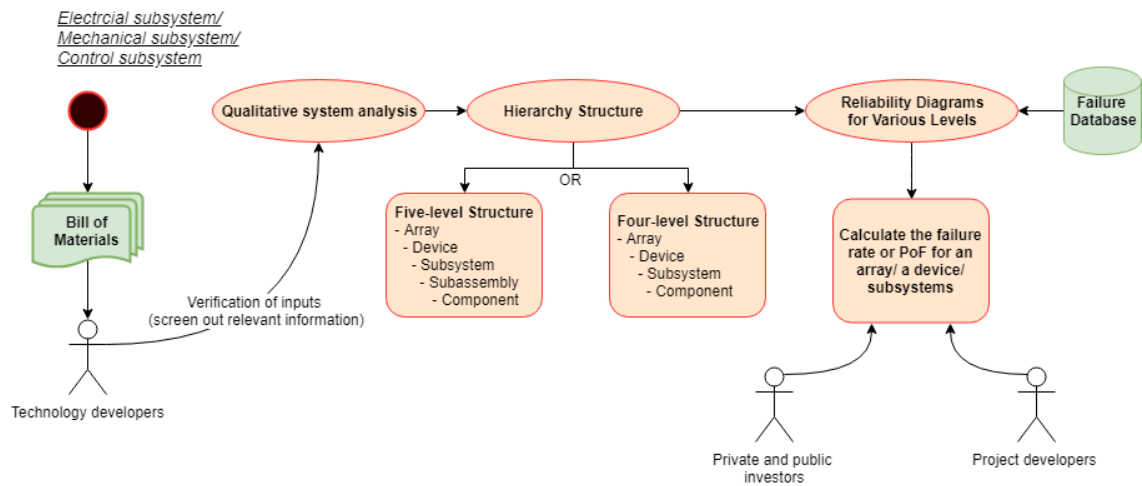 Electrcial subsystem/
Mechanical subsystem/
Control subsystem
Qualitative system analysis
Hierarchy Structure
Reliability Diagrams
for Various Levels
Failure
Database
OR
Bill of
Materials
Five-level Structure
- Array
- Device
- Subsystem
- Subassembly
- Component
Four-level Structure
- Array
- Device
- Subsystem
- Component
Calculate the failure
rate or PoF for an
array/ a device/
subsystems
Verification of inputs
(screen out relevant information)
Technology developers
Private and public
investors
Project developers